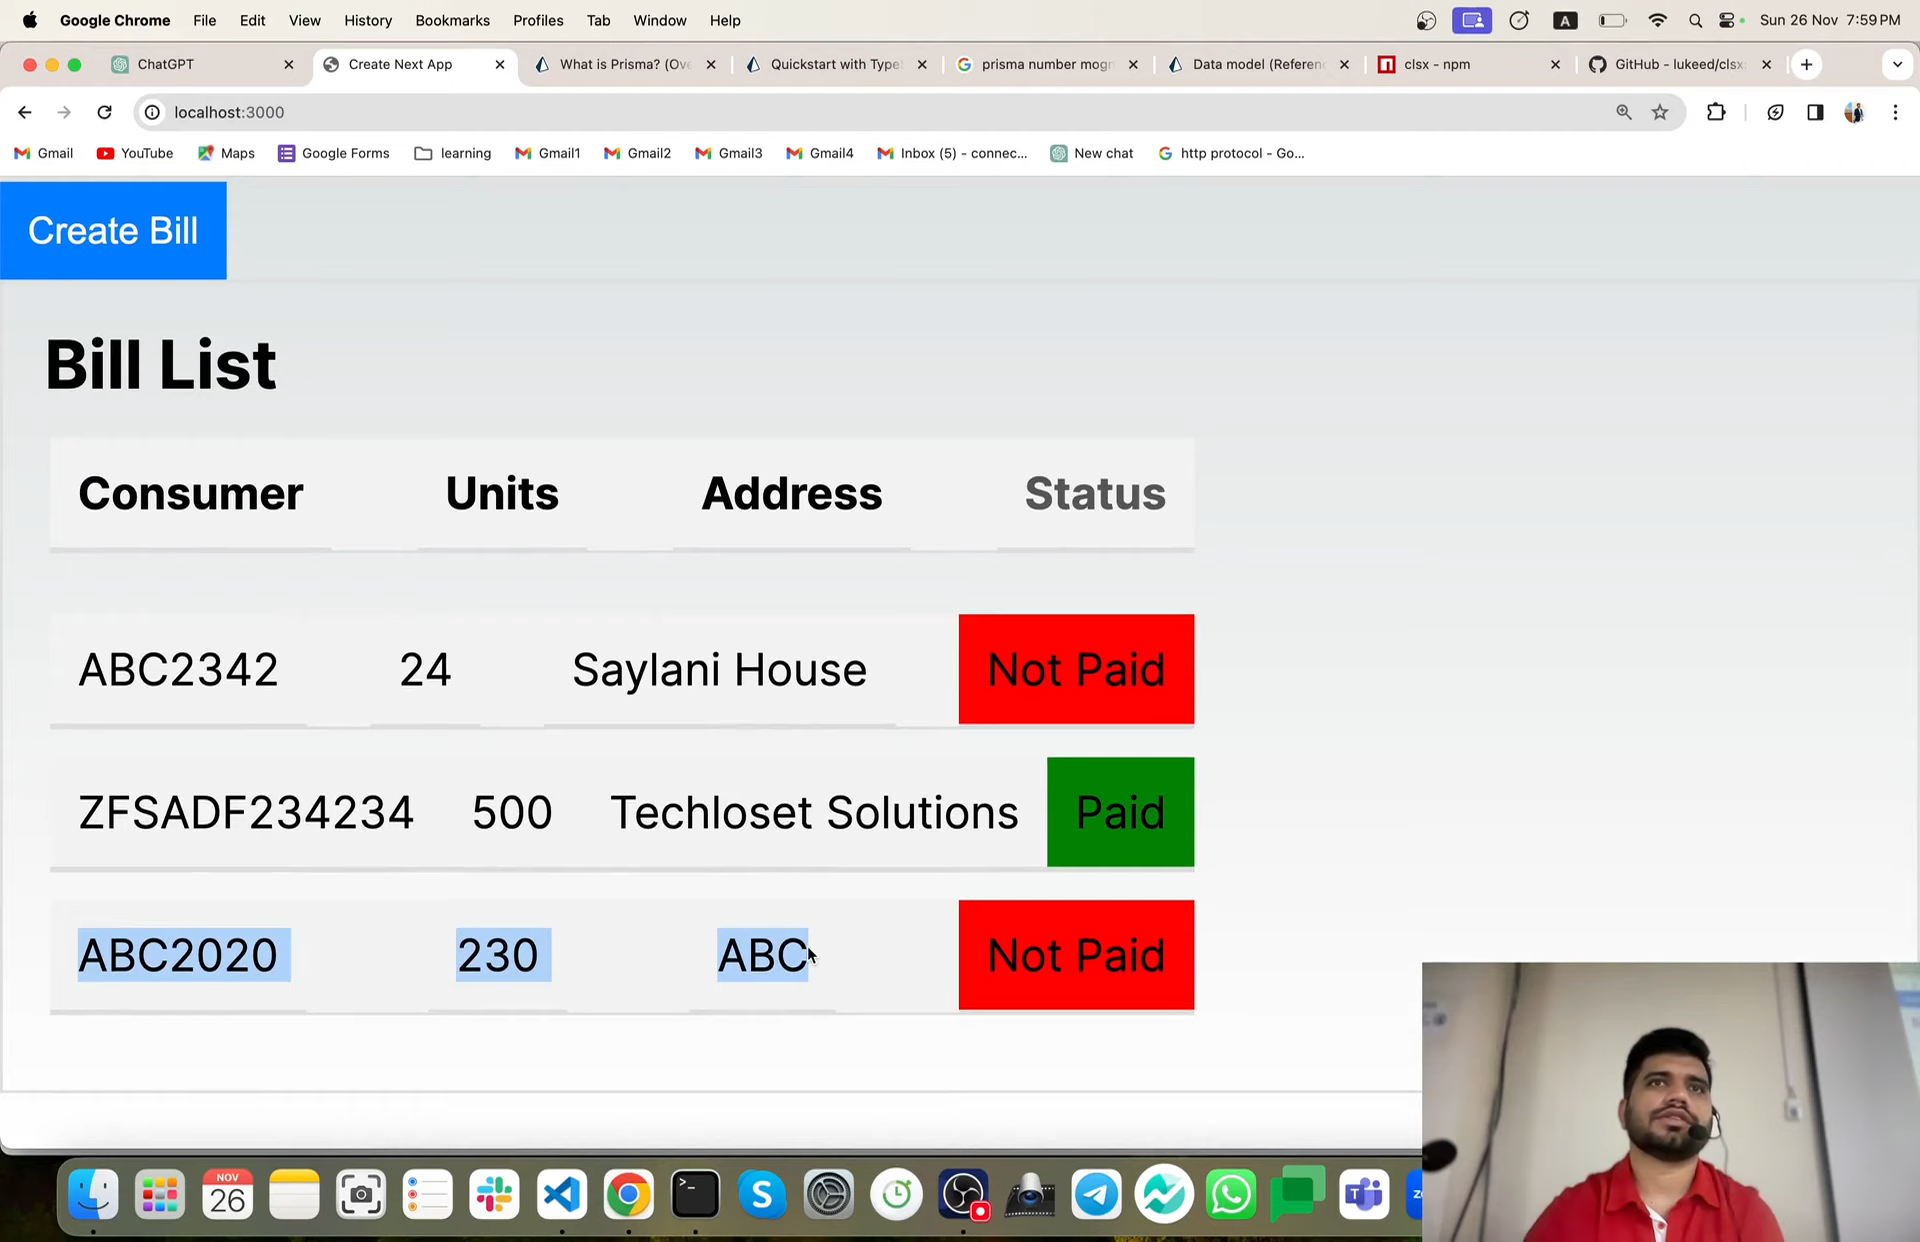 Google Chrome File Edit View History Bookmarks Profiles Tab Window Help A Sun 26 Nov 7:59 PM
ChatGPT Create Next App What is Prisma? (Ove Quickstart with Type prisma number mogn Data model (Referen clsx - npm GitHub - lukeed/clsx:
localhost:3000
Gmail YouTube Maps Google Forms learning Gmail1 Gmail2 Gmail3 Gmail4 Inbox (5) - connec... New chat http protocol - Go...
Create Bill
Bill List
Consumer Units Address Status
ABC2342 24 Saylani House Not Paid
ZFSADF234234 500 Techloset Solutions Paid
ABC2020 230 ABC Not Paid
NOV
26